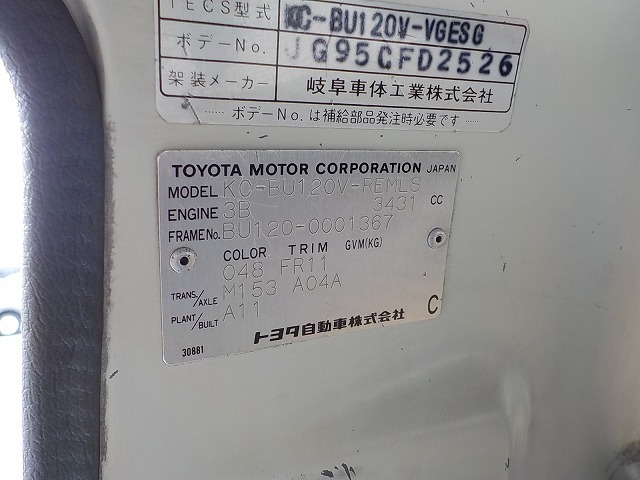 TECS型式 KC-BU120V-VGESG
ボデーNo. JG95CFD2526
架装メーカー 岐阜車体工業株式会社
ボデーNo.は補給部品発注時必要です
TOYOTA MOTOR CORPORATION JAPAN
MODEL KC-BU120V-REMLS
ENGINE 3B 3431 CC
FRAME No. BU120-0001367
COLOR TRIM GVM(KG)
048 FR11
TRANS/AXLE M153 A04A
PLANT/BUILT A11 C
トヨタ自動車株式会社
30881